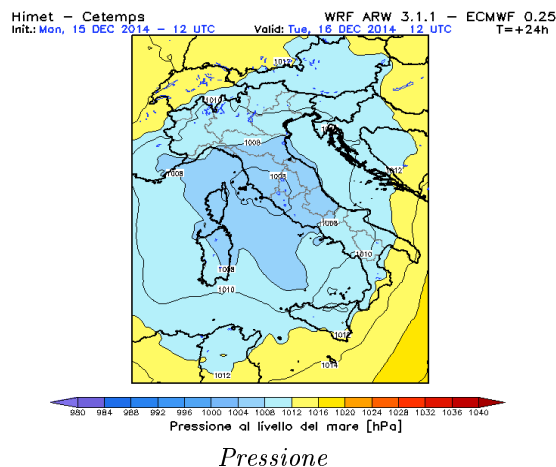 Himet – Cetemps WRF ARW 3.1.1 – ECMWF 0.25
Init.: Mon, 15 DEC 2014 – 12 UTC Valid: Tue, 16 DEC 2014 12 UTC T=+24h
1012
1010
1008
1008
1008
1012
1008
1010
1008
1010
1012
1014
1012
980 984 988 992 996 1000 1004 1008 1012 1016 1020 1024 1028 1032 1036 1040
Pressione al livello del mare [hPa]
Pressione